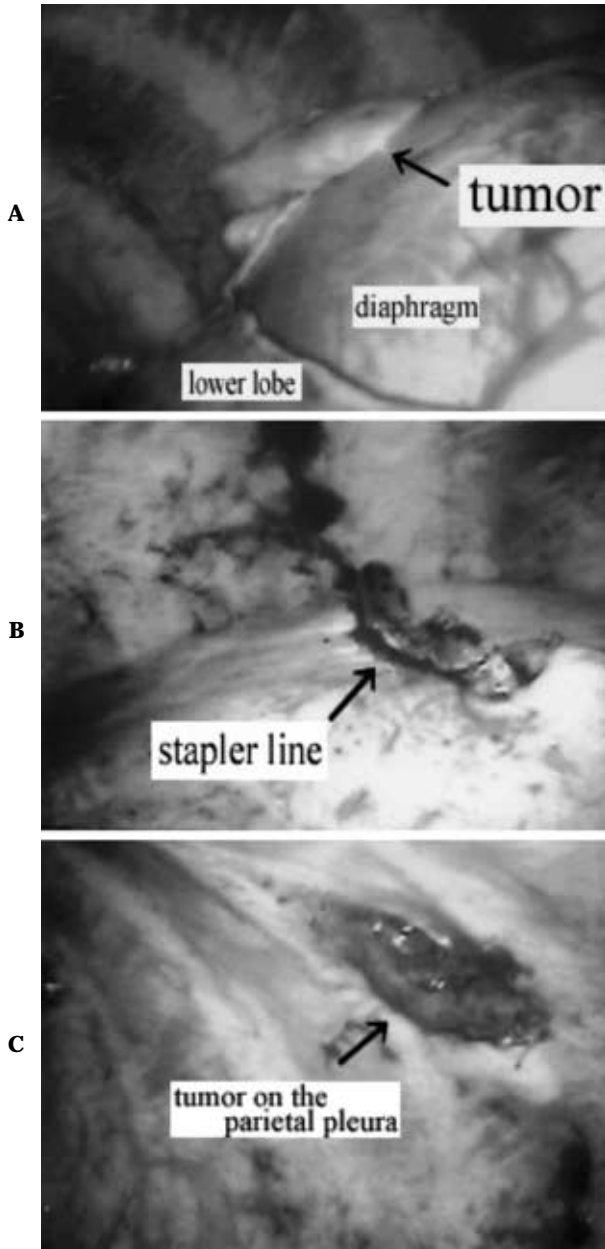 A
tumor
diaphragm
lower lobe
B
stapler line
C
tumor on the
parietal pleura